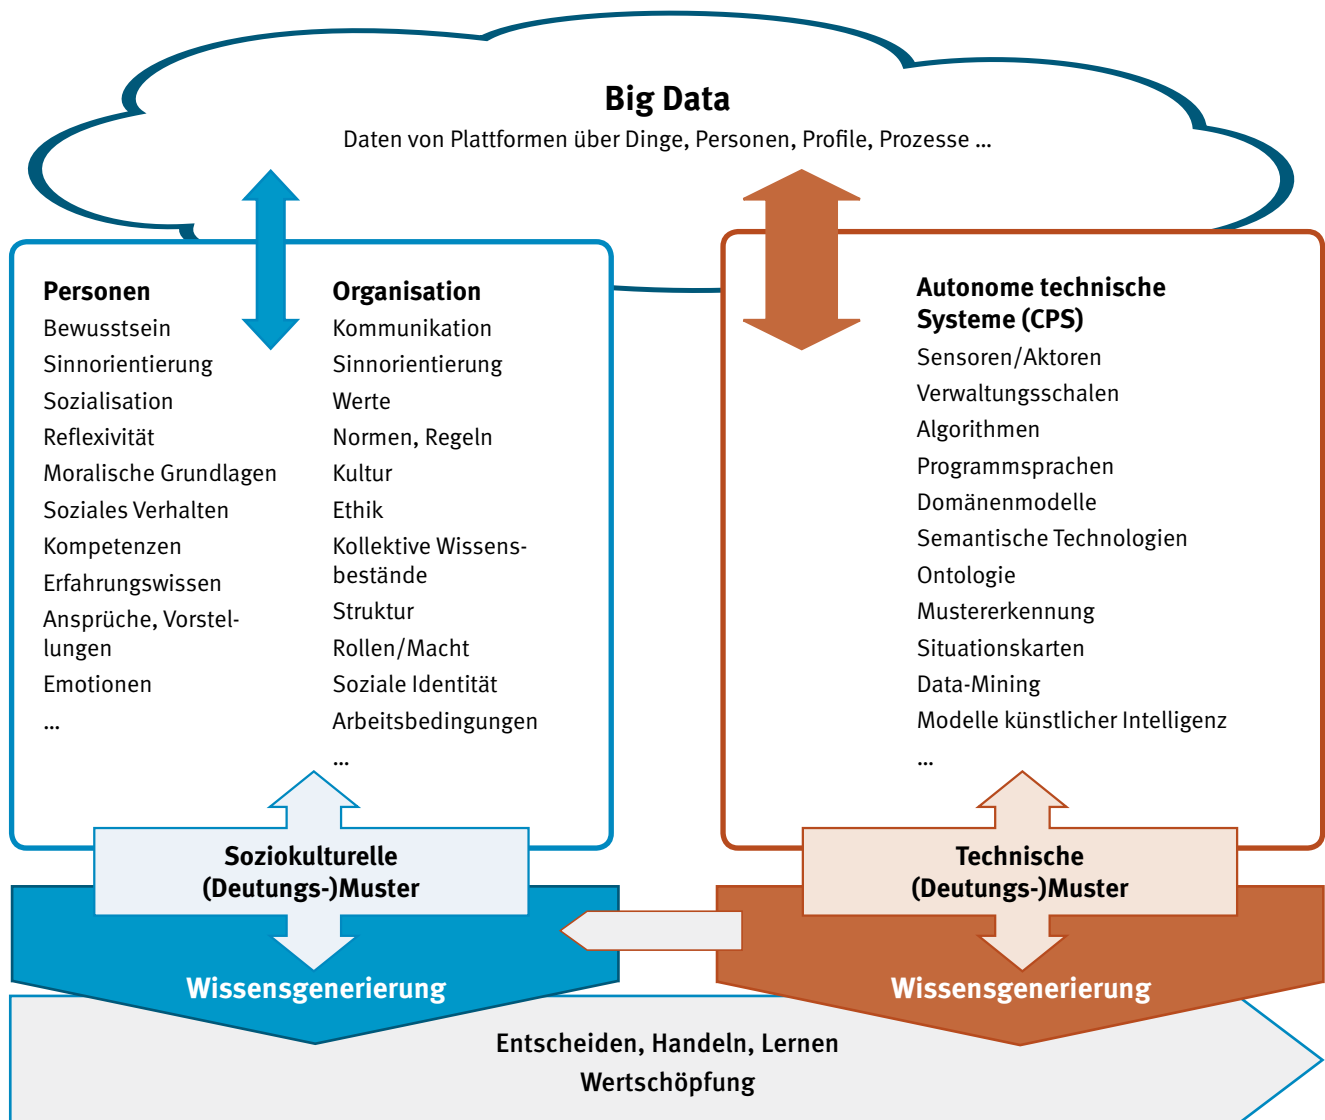 Big Data
Daten von Plattformen über Dinge, Personen, Profile, Prozesse ...
Personen
Bewusstsein
Sinnorientierung
Sozialisation
Reflexivität
Moralische Grundlagen
Soziales Verhalten
Kompetenzen
Erfahrungswissen
Ansprüche, Vorstel-
lungen
Emotionen
...
Organisation
Kommunikation
Sinnorientierung
Werte
Normen, Regeln
Kultur
Ethik
Kollektive Wissens-
bestände
Struktur
Rollen/Macht
Soziale Identität
Arbeitsbedingungen
...
Autonome technische
Systeme (CPS)
Sensoren/Aktoren
Verwaltungsschalen
Algorithmen
Programmsprachen
Domänenmodelle
Semantische Technologien
Ontologie
Mustererkennung
Situationskarten
Data-Mining
Modelle künstlicher Intelligenz
...
Soziokulturelle
(Deutungs-)Muster
Technische
(Deutungs-)Muster
Wissensgenerierung
Wissensgenerierung
Entscheiden, Handeln, Lernen
Wertschöpfung